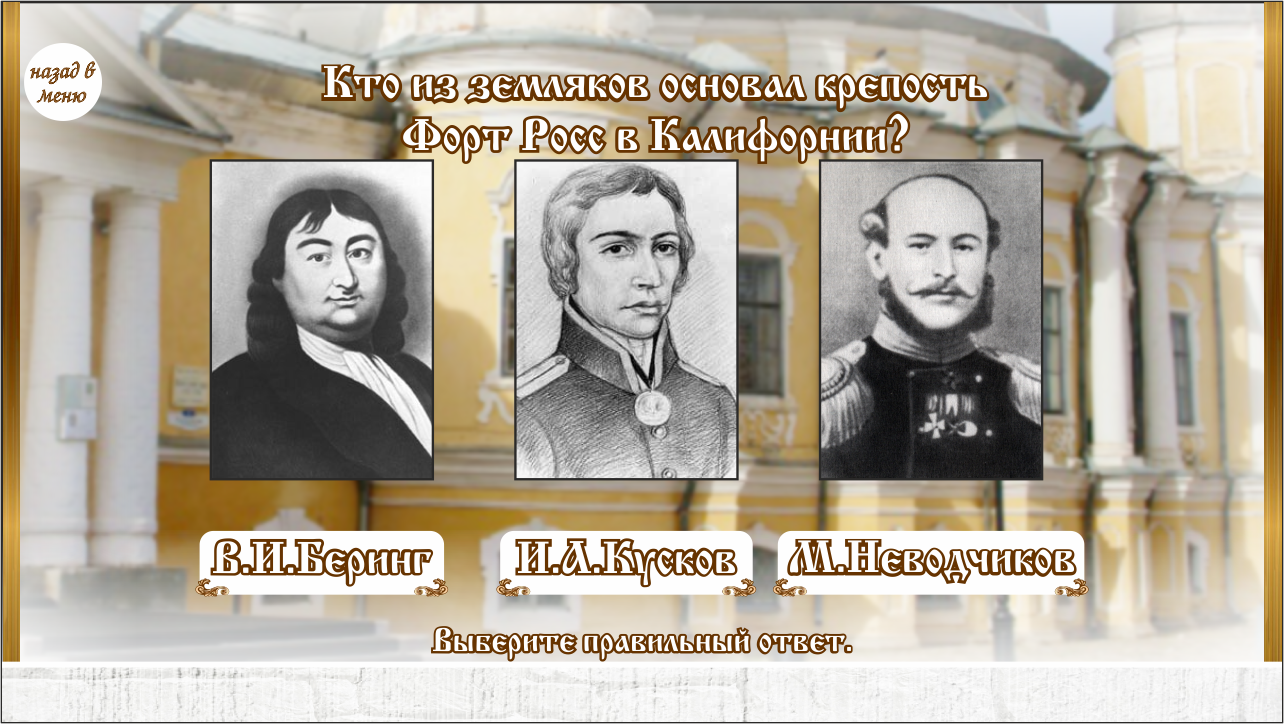 назад в
меню
Кто из земляков основал крепость
Форт Росс в Калифорнии?
В.И.Беринг
И.А.Кусков
М.Неводчиков
Выберите правильный ответ.